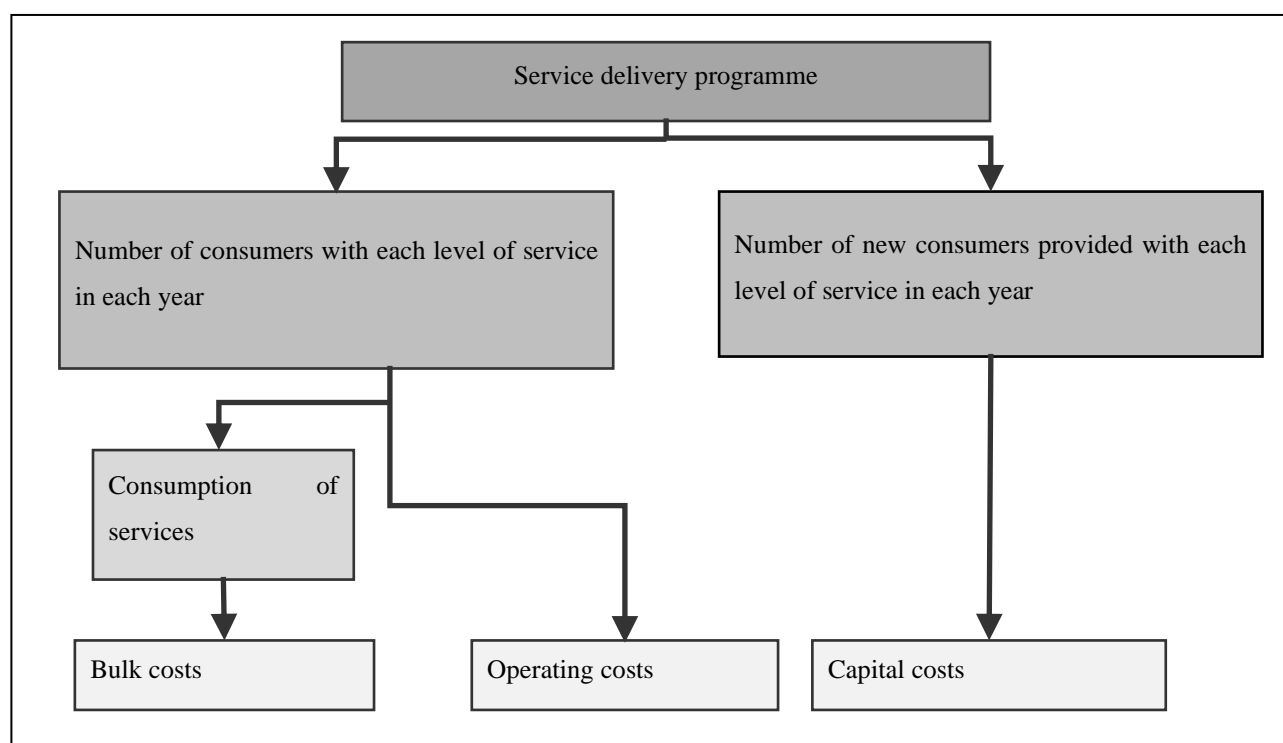 Service delivery programme
Number of consumers with each level of service
in each year
Number of new consumers provided with each
level of service in each year
Consumption of
services
Bulk costs
Operating costs
Capital costs